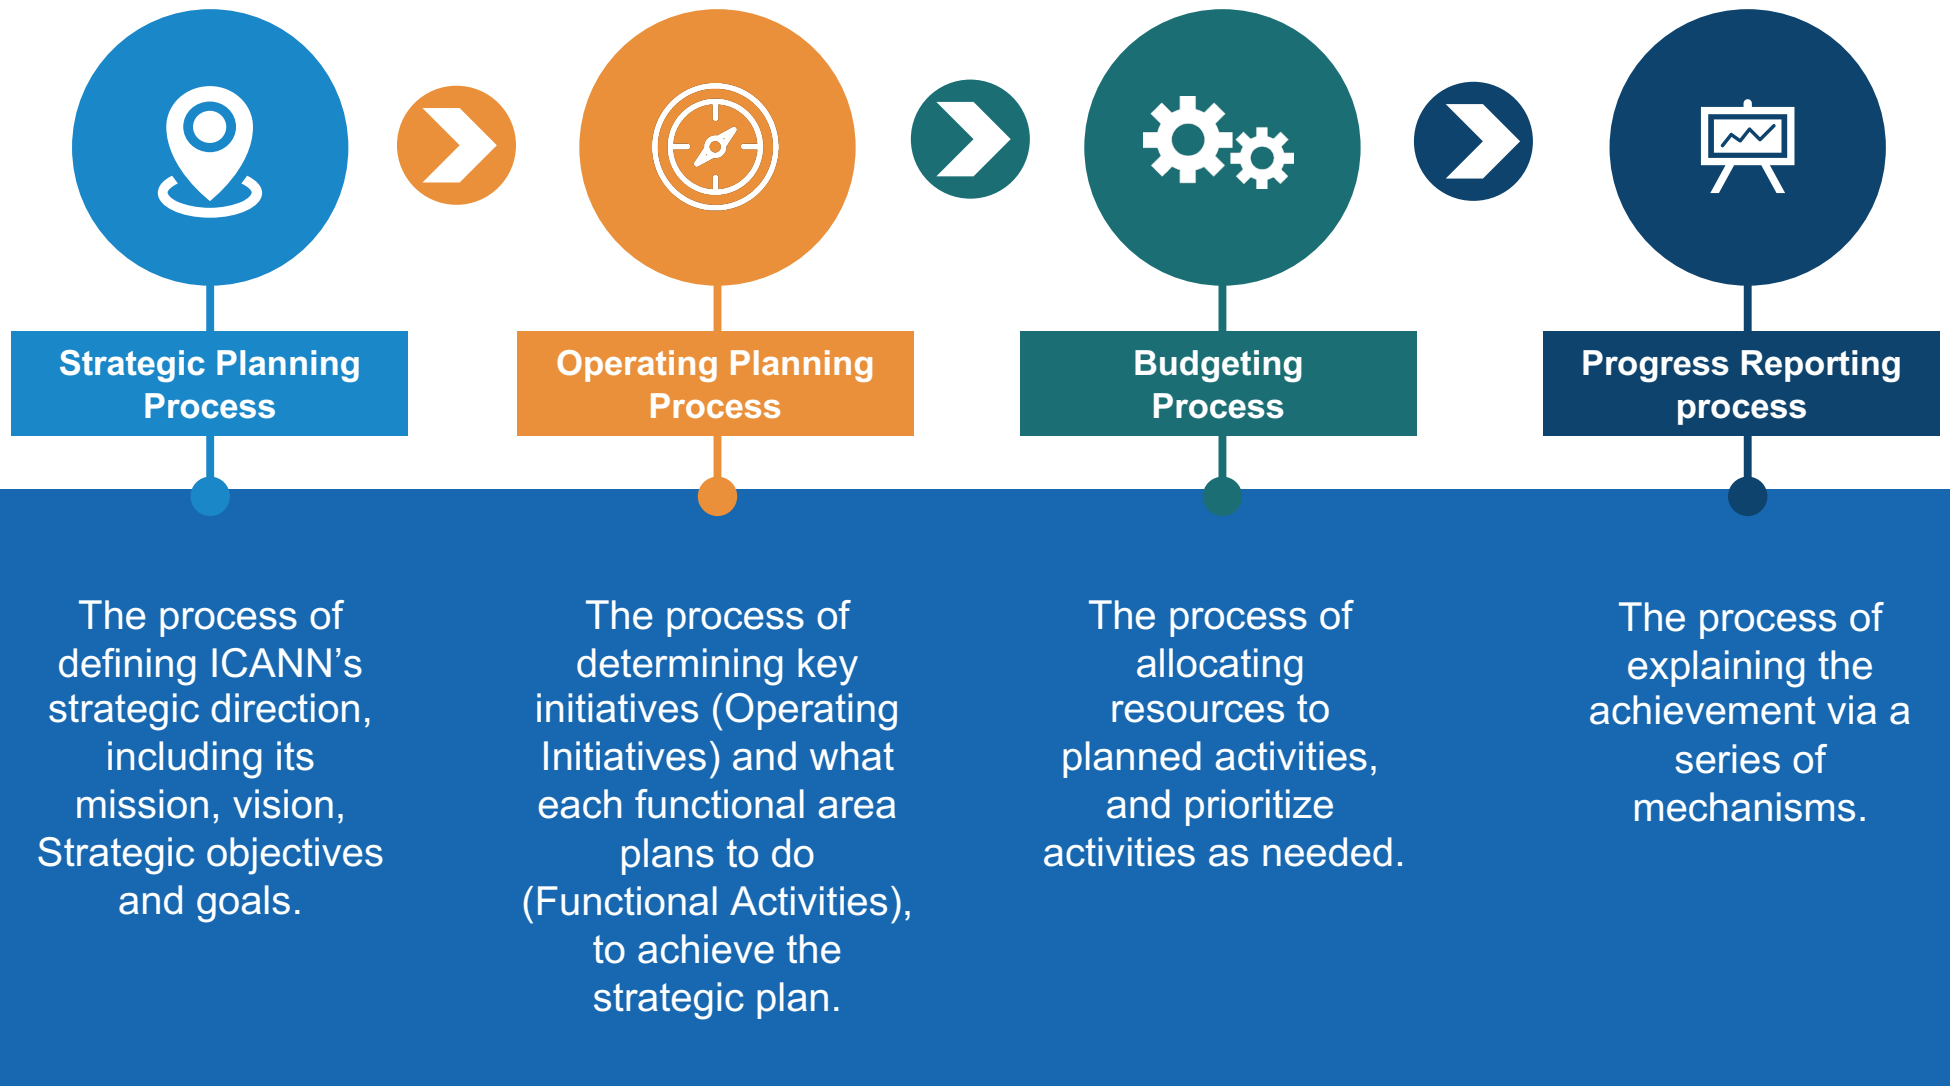 Strategic Planning
Process
Operating Planning
Process
Budgeting
Process
Progress Reporting
process
The process of
defining ICANN’s
strategic direction,
including its
mission, vision,
Strategic objectives
and goals.
The process of
determining key
initiatives (Operating
Initiatives) and what
each functional area
plans to do
(Functional Activities),
to achieve the
strategic plan.
The process of
allocating
resources to
planned activities,
and prioritize
activities as needed.
The process of
explaining the
achievement via a
series of
mechanisms.